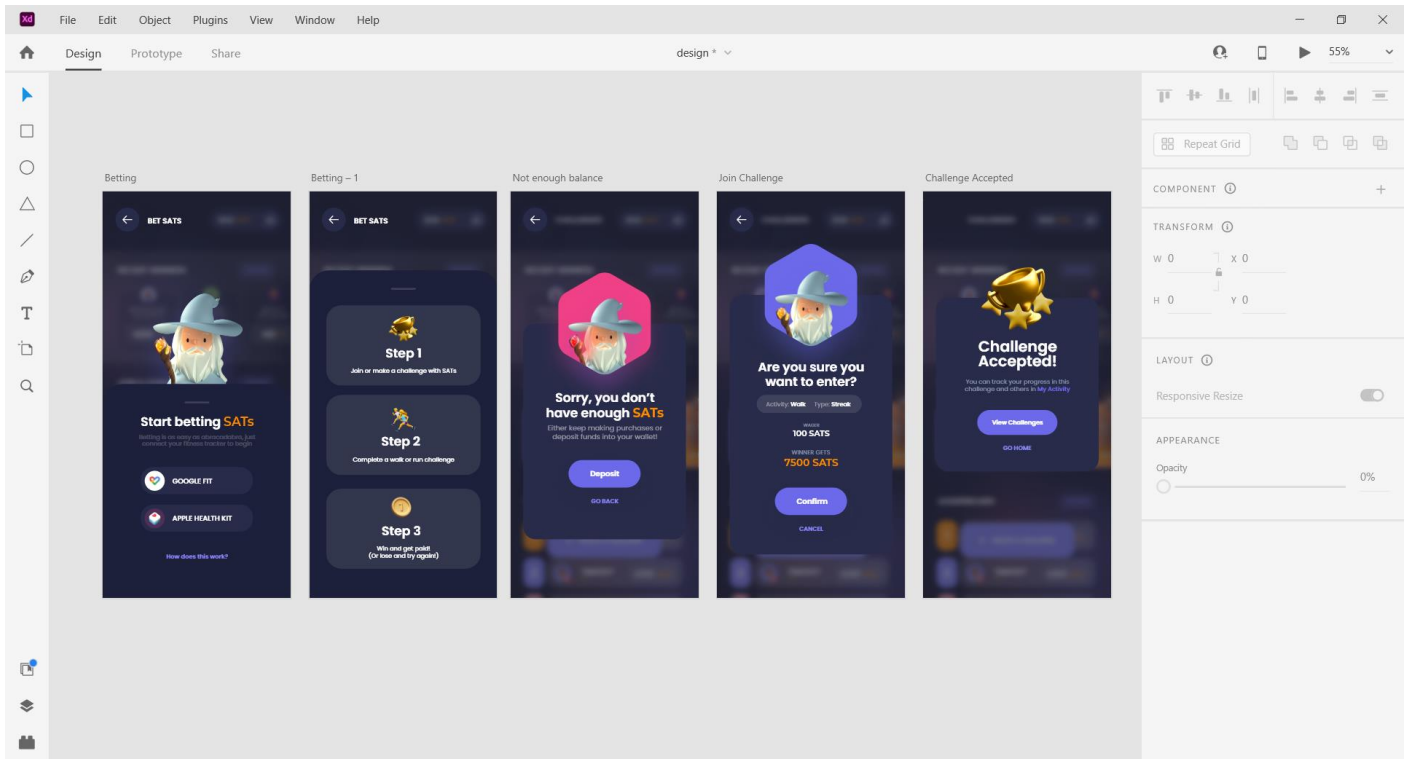 Xd File Edit Object Plugins View Window Help
Design Prototype Share design * 55%
Repeat Grid
COMPONENT
TRANSFORM
W 0 X 0
H 0 Y 0
LAYOUT
Responsive Resize
APPEARANCE
Opacity
0%
Betting
BET SATS
Start betting SATs
connect your fitness tracker to begin
GOOGLE FIT
APPLE HEALTH KIT
How does this work?
Betting – 1
BET SATS
Step 1
Join or make a challenge with SATs
Step 2
Complete a walk or run challenge
Step 3
Win and get paid!
(Or lose and try again!)
Not enough balance
Sorry, you don't
have enough SATs
Either keep making purchases or
deposit funds into your wallet!
Deposit
GO BACK
Join Challenge
Are you sure you
want to enter?
Activity: Walk Type: Streak
WAGER
100 SATS
WINNER GETS
7500 SATS
Confirm
CANCEL
Challenge Accepted
Challenge
Accepted!
You can track your progress in this
challenge and others in My Activity
View Challenges
GO HOME